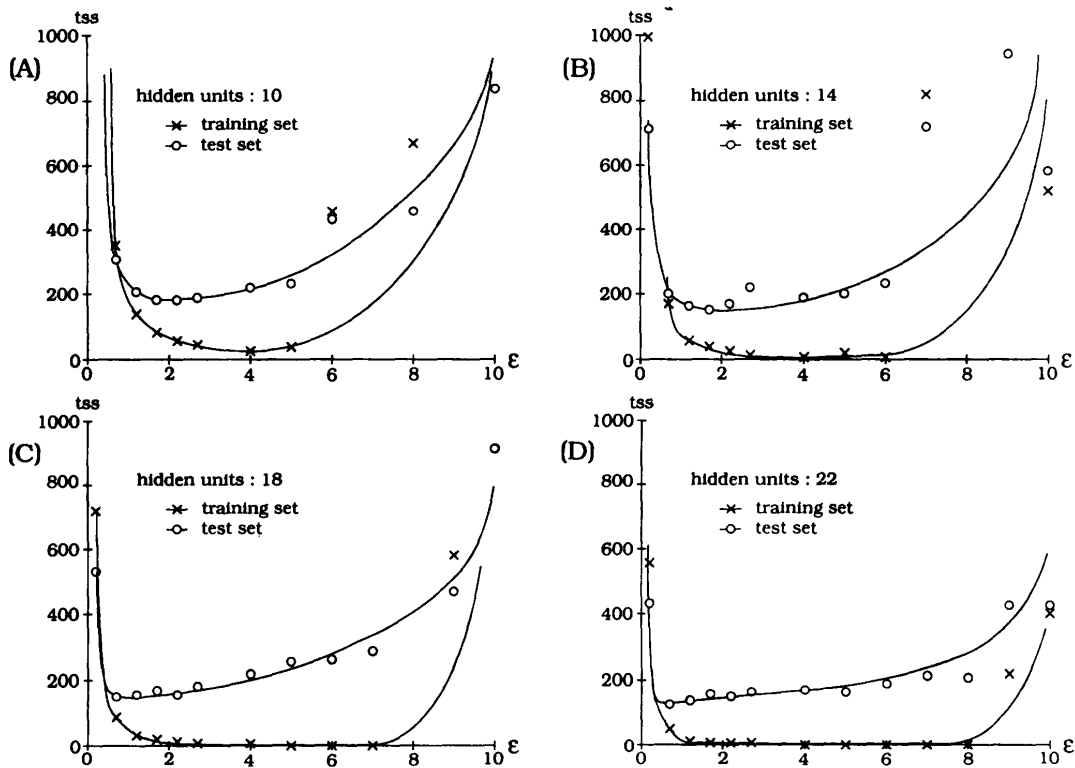 (A)
tss
1000
800
600
400
200
0
hidden units : 10
training set
test set
0 2 4 6 8 10 ε
(B)
tss
1000
800
600
400
200
0
hidden units : 14
training set
test set
0 2 4 6 8 10 ε
(C)
tss
1000
800
600
400
200
0
hidden units : 18
training set
test set
0 2 4 6 8 10 ε
(D)
tss
1000
800
600
400
200
0
hidden units : 22
training set
test set
0 2 4 6 8 10 ε